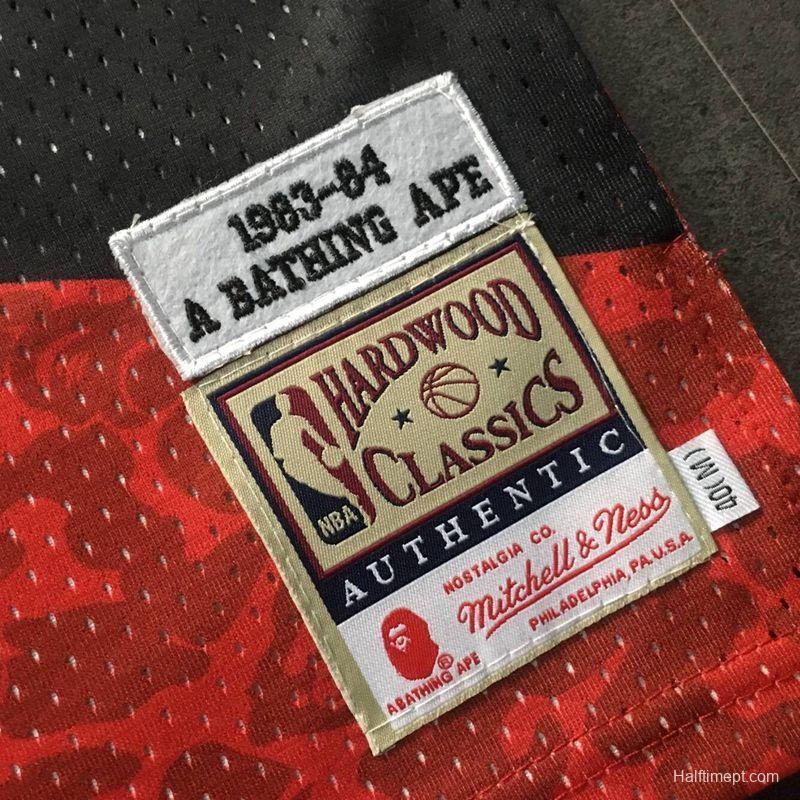 1983-84
A BATHING APE
HARDWOOD
CLASSICS
NBA
AUTHENTIC
NOSTALGIA CO.
Mitchell & Ness
PHILADELPHIA, PA. U.S.A.
®
A BATHING APE
40(M)
Halftimept.com